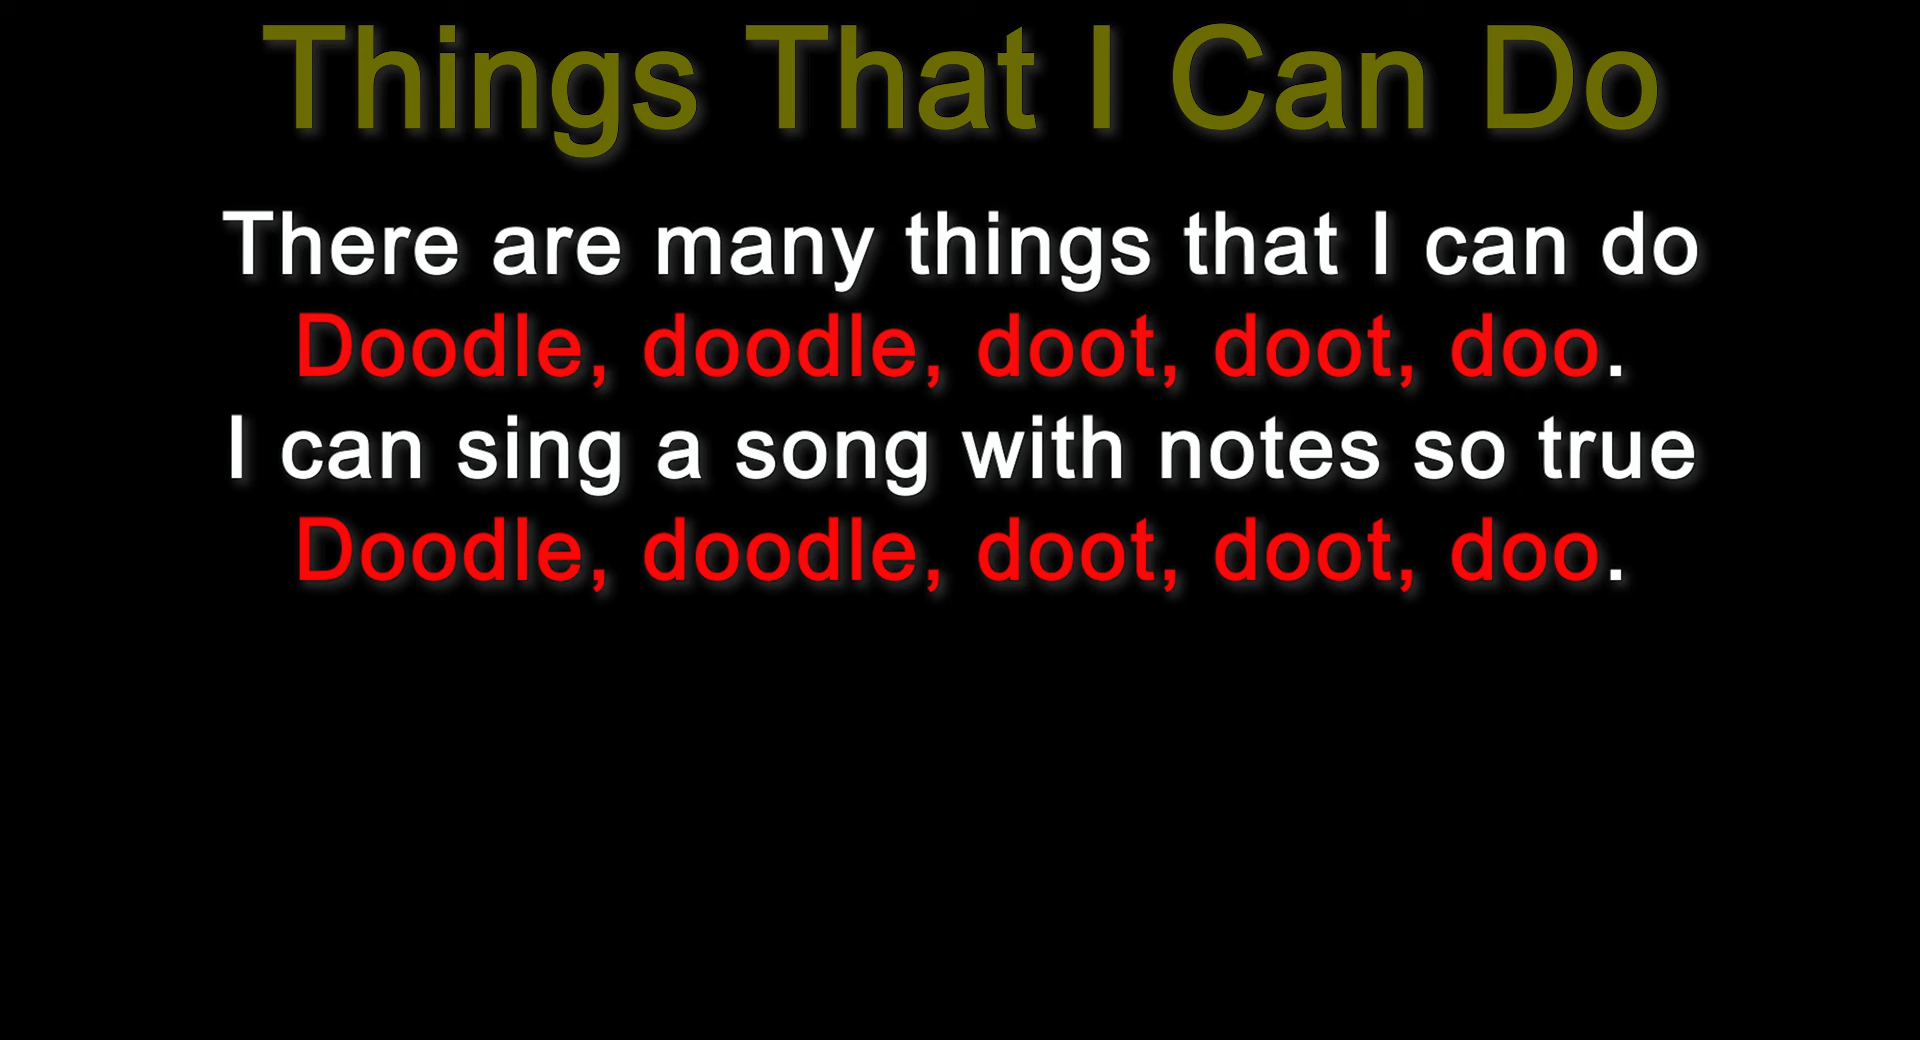 Things That I Can Do
There are many things that I can do
Doodle, doodle, doot, doot, doo.
I can sing a song with notes so true
Doodle, doodle, doot, doot, doo.